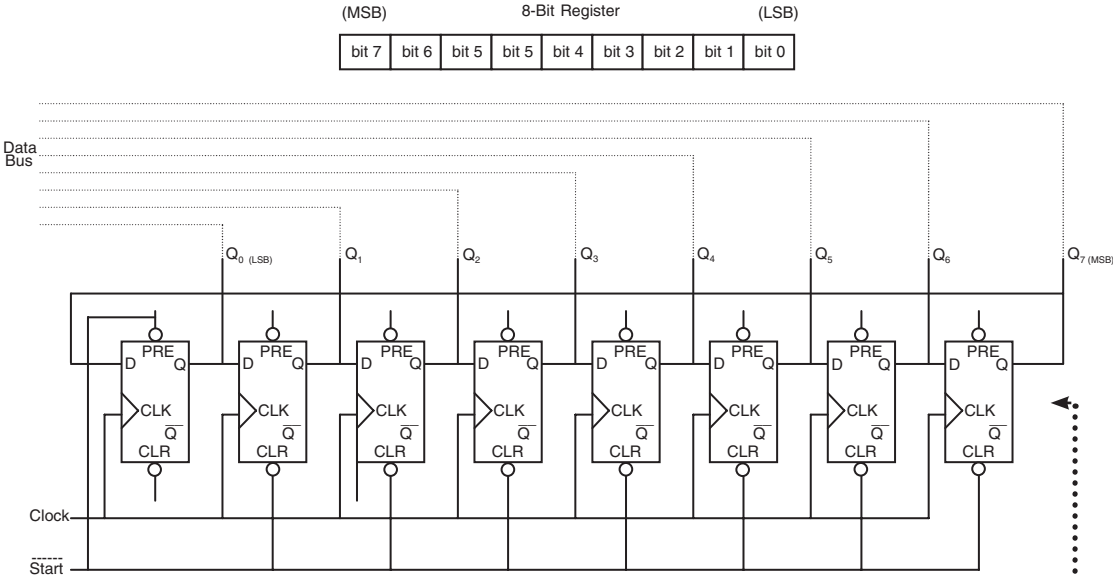 (MSB) 8-Bit Register (LSB)
bit 7 bit 6 bit 5 bit 5 bit 4 bit 3 bit 2 bit 1 bit 0
Data
Bus
Q0 (LSB) Q1 Q2 Q3 Q4 Q5 Q6 Q7 (MSB)
PRE PRE PRE PRE PRE PRE PRE PRE
D Q D Q D Q D Q D Q D Q D Q D Q
CLK CLK CLK CLK CLK CLK CLK CLK
Q̅ Q̅ Q̅ Q̅ Q̅ Q̅ Q̅ Q̅
CLR CLR CLR CLR CLR CLR CLR CLR
Clock
S̅t̅a̅r̅t̅